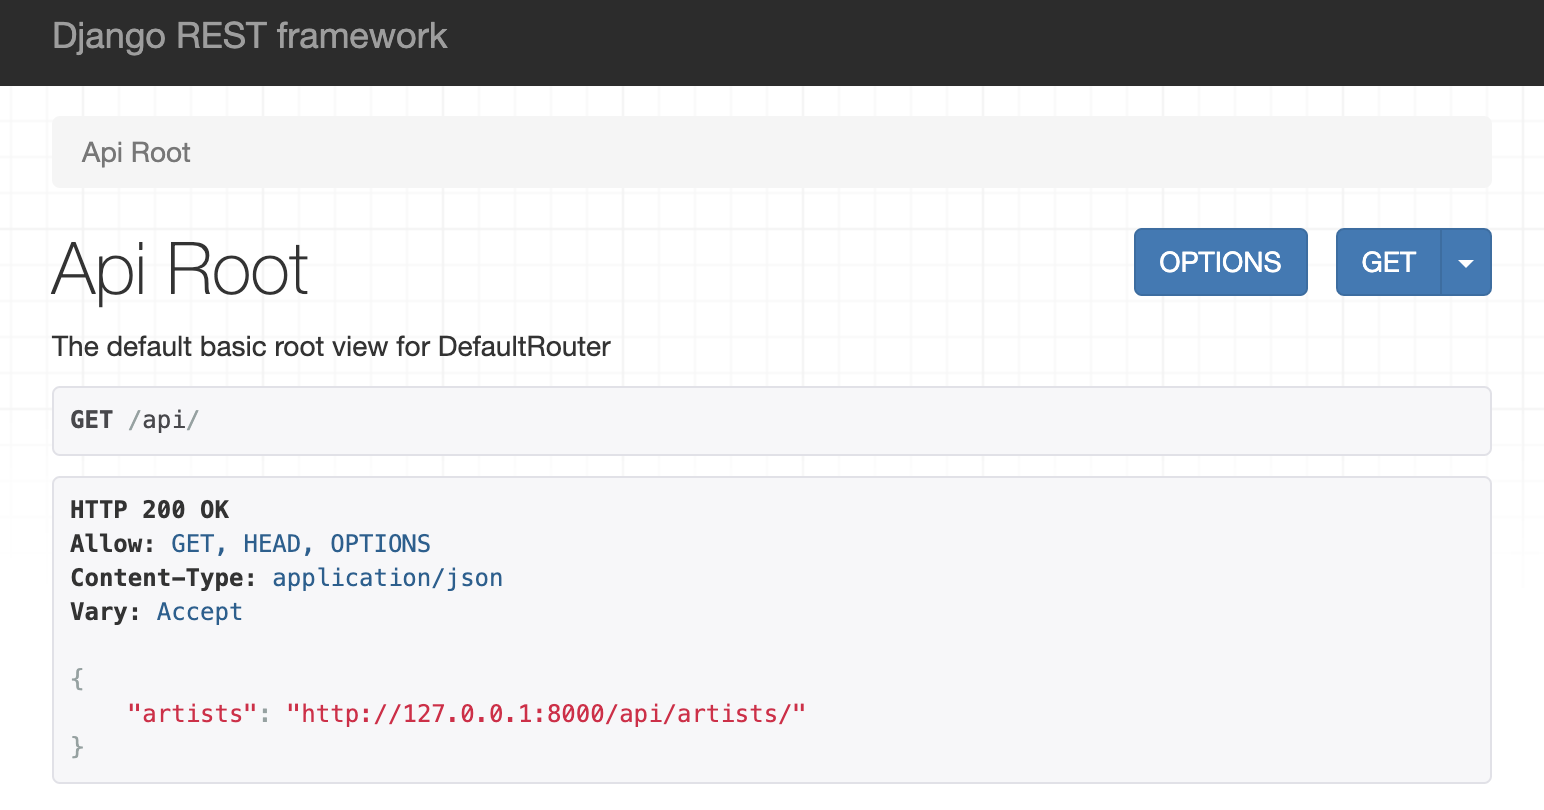 Django REST framework
Api Root
Api Root
OPTIONS
GET
The default basic root view for DefaultRouter
GET /api/
HTTP 200 OK
Allow: GET, HEAD, OPTIONS
Content-Type: application/json
Vary: Accept
{
"artists": "http://127.0.0.1:8000/api/artists/"
}